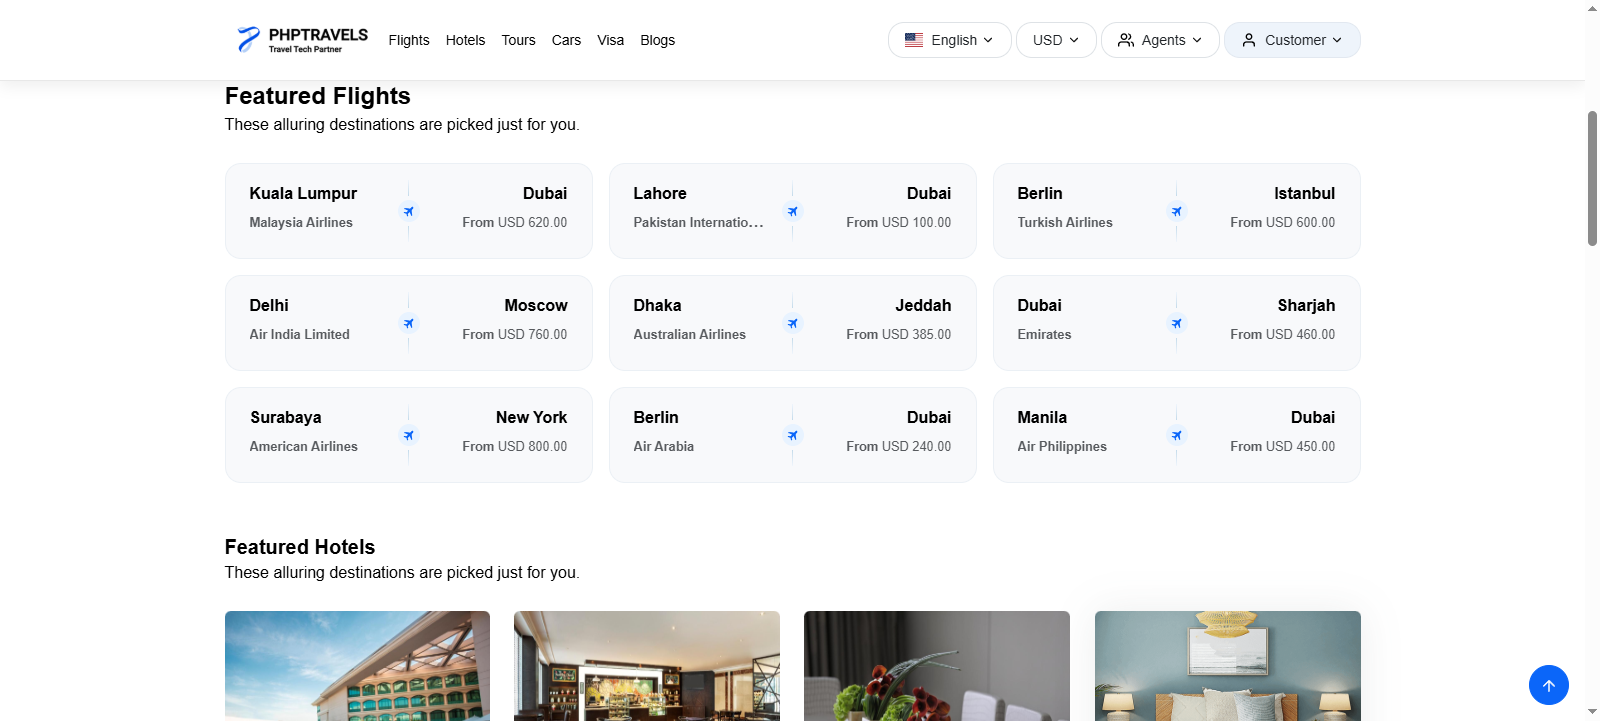 PHPTRAVELS
Travel Tech Partner
Flights Hotels Tours Cars Visa Blogs
English USD Agents Customer
Featured Flights
These alluring destinations are picked just for you.
Kuala Lumpur Dubai
Malaysia Airlines From USD 620.00
Lahore Dubai
Pakistan Internatio... From USD 100.00
Berlin Istanbul
Turkish Airlines From USD 600.00
Delhi Moscow
Air India Limited From USD 760.00
Dhaka Jeddah
Australian Airlines From USD 385.00
Dubai Sharjah
Emirates From USD 460.00
Surabaya New York
American Airlines From USD 800.00
Berlin Dubai
Air Arabia From USD 240.00
Manila Dubai
Air Philippines From USD 450.00
Featured Hotels
These alluring destinations are picked just for you.